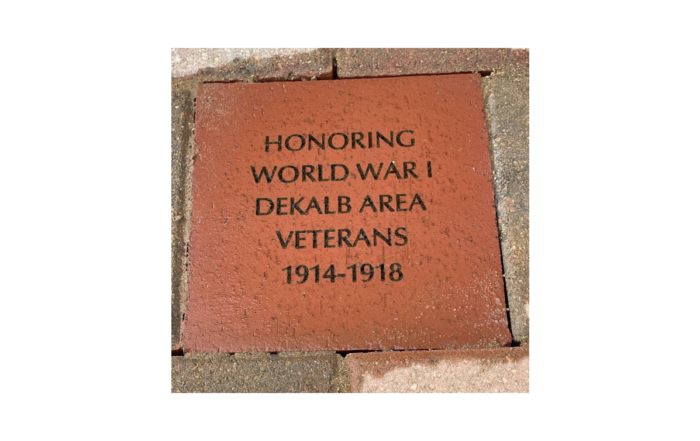 HONORING
WORLD WAR I
DEKALB AREA
VETERANS
1914-1918